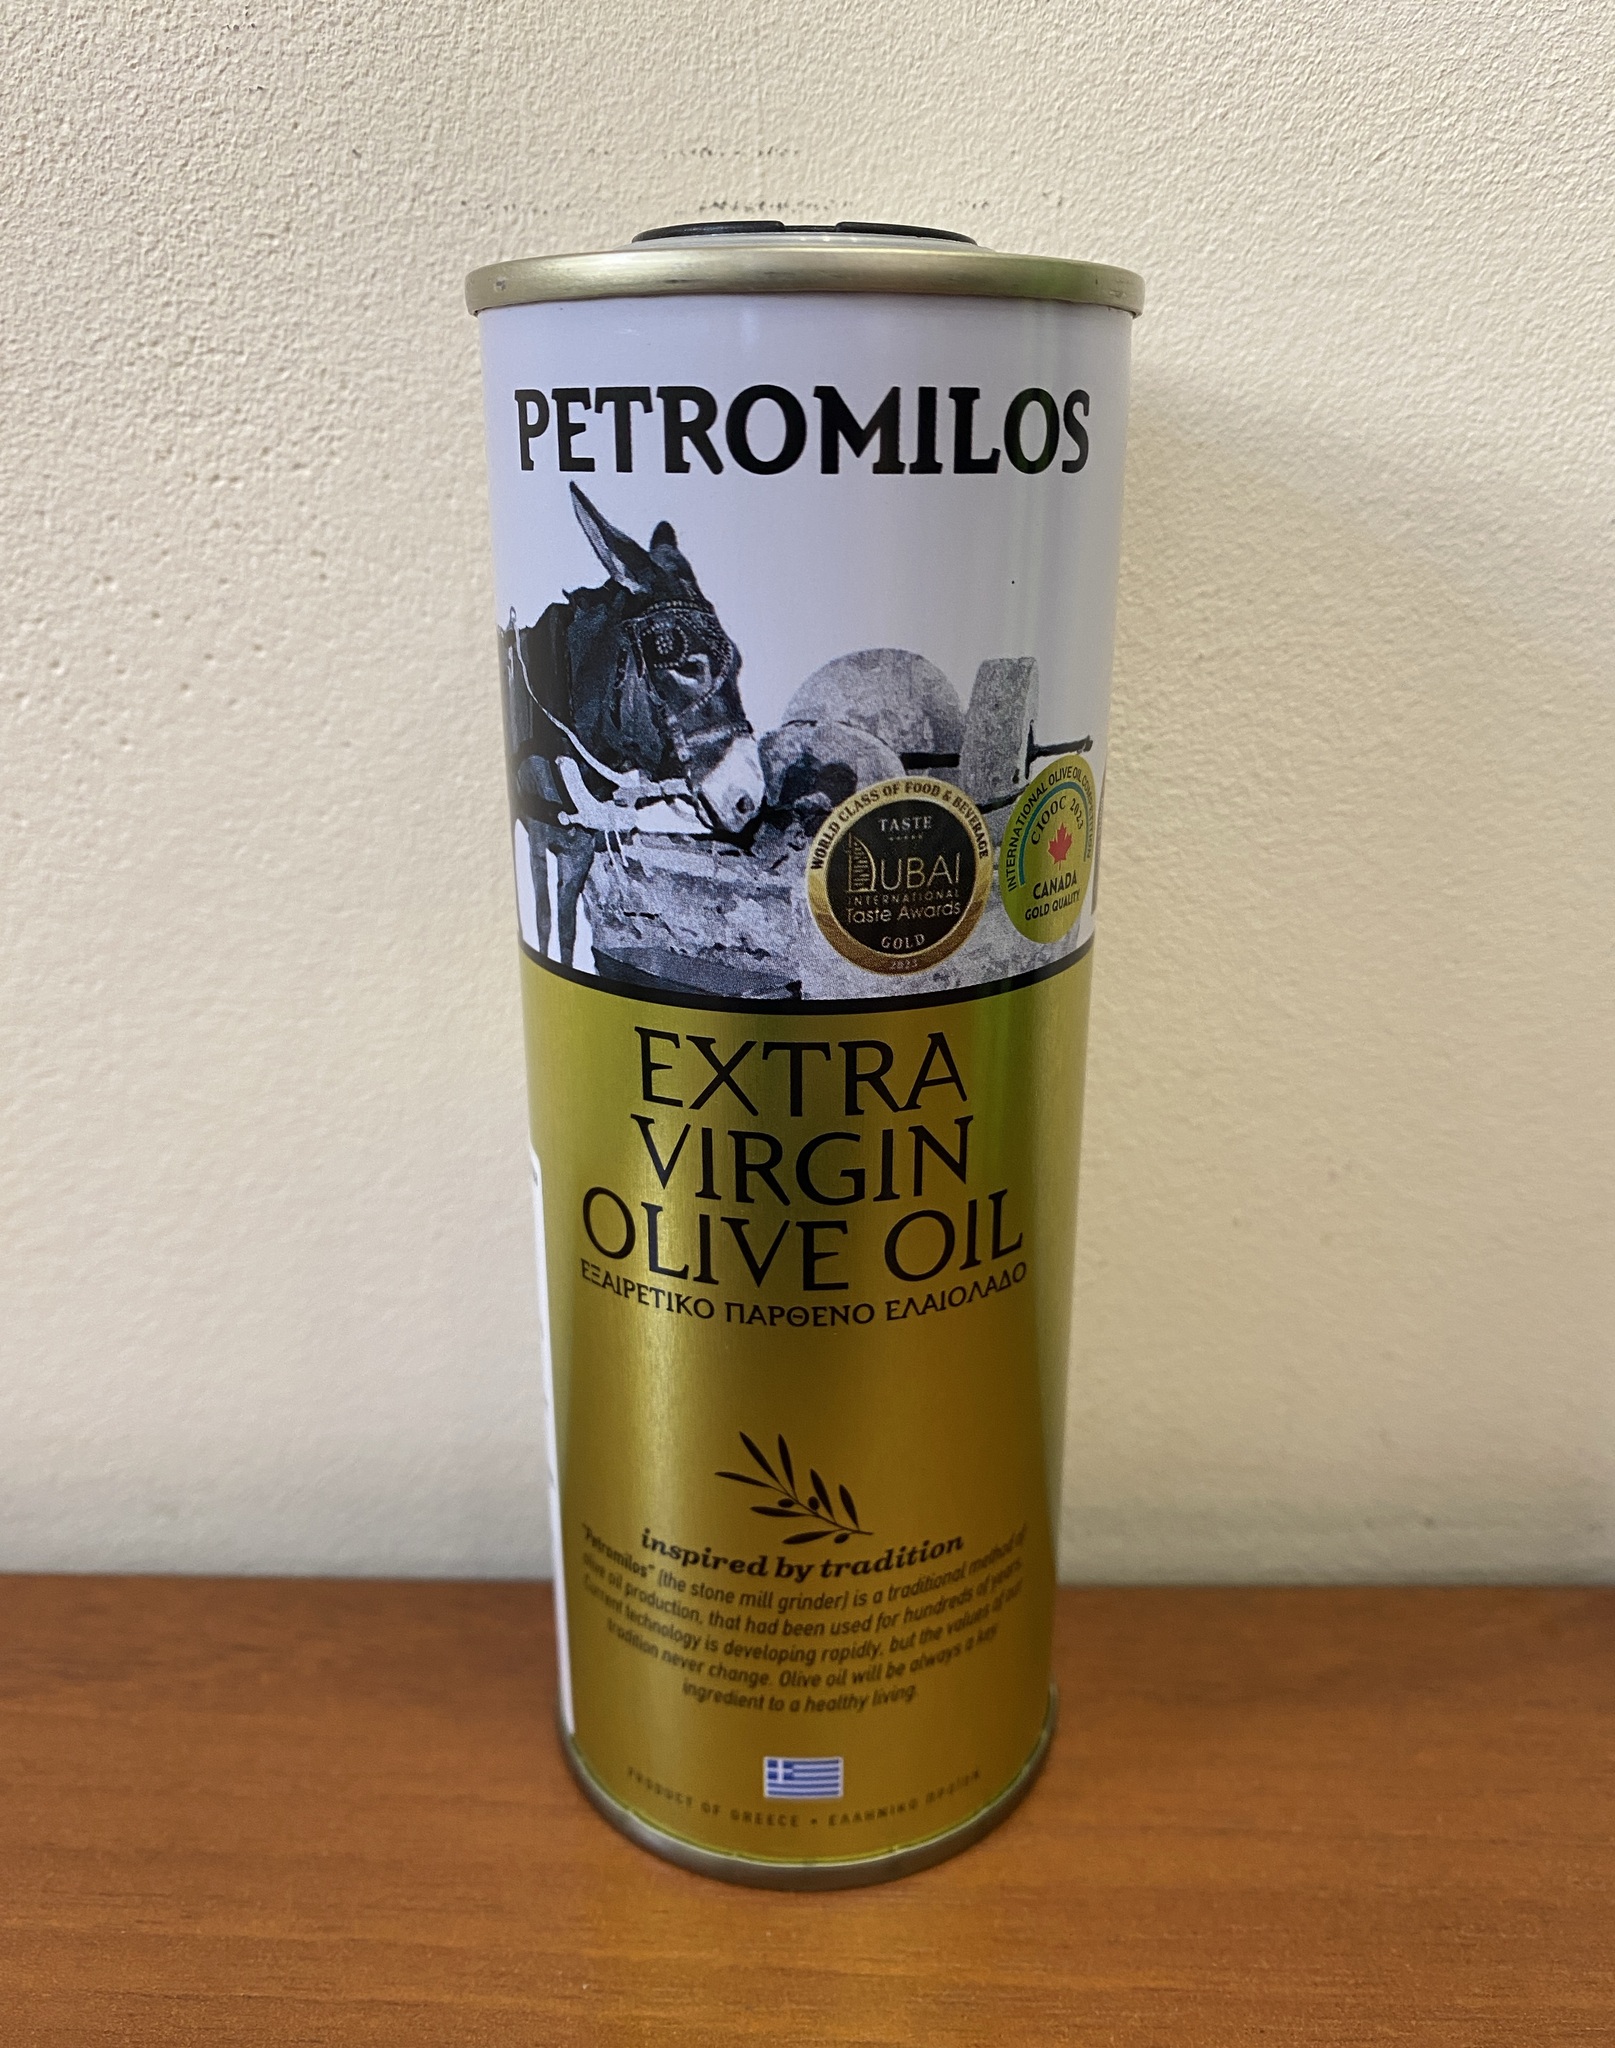 PETROMILOS
WORLD CLASS OF FOOD & BEVERAGE
TASTE
DUBAI
INTERNATIONAL
Taste Awards
GOLD
2023
INTERNATIONAL OLIVE OIL COMPETITION
CIOOC 2023
CANADA
GOLD QUALITY
EXTRA
VIRGIN
OLIVE OIL
ΕΞΑΙΡΕΤΙΚΟ ΠΑΡΘΕΝΟ ΕΛΑΙΟΛΑΔΟ
inspired by tradition
"Petromilos" (the stone mill grinder) is a traditional method of
olive oil production, that had been used for hundreds of years.
Current technology is developing rapidly, but the values of our
tradition never change. Olive oil will be always a key
ingredient to a healthy living.
PRODUCT OF GREECE • ΕΛΛΗΝΙΚΟ ΠΡΟΪΟΝ